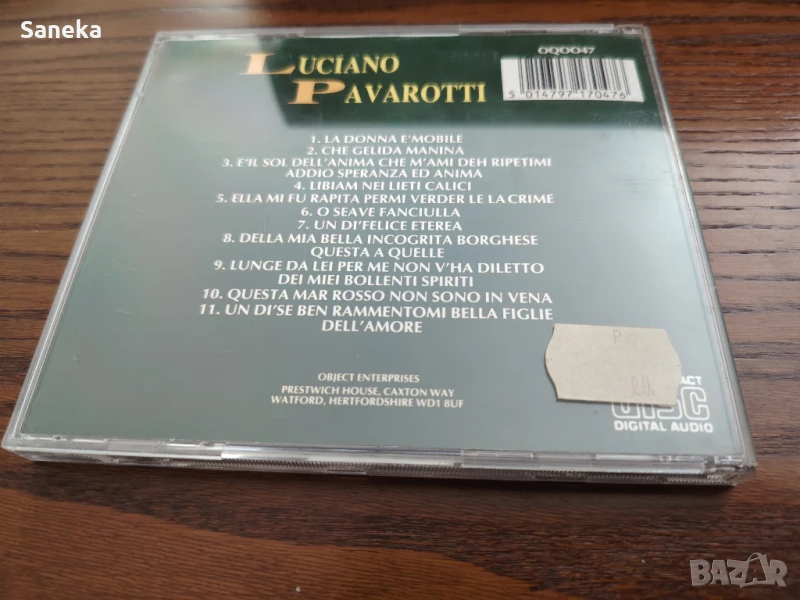 Saneka
LUCIANO
PAVAROTTI
OQ0047
5 014797 170476
1. LA DONNA E'MOBILE
2. CHE GELIDA MANINA
3. E'IL SOL DELL'ANIMA CHE M'AMI DEH RIPETIMI
ADDIO SPERANZA ED ANIMA
4. LIBIAM NEI LIETI CALICI
5. ELLA MI FU RAPITA PERMI VERDER LE LA CRIME
6. O SEAVE FANCIULLA
7. UN DI'FELICE ETEREA
8. DELLA MIA BELLA INCOGRITA BORGHESE
QUESTA A QUELLE
9. LUNGE DA LEI PER ME NON V'HA DILETTO
DEI MIEI BOLLENTI SPIRITI
10. QUESTA MAR ROSSO NON SONO IN VENA
11. UN DI'SE BEN RAMMENTOMI BELLA FIGLIE
DELL'AMORE
OBJECT ENTERPRISES
PRESTWICH HOUSE, CAXTON WAY
WATFORD, HERTFORDSHIRE WD1 8UF
DISC
DIGITAL AUDIO
BAZAR